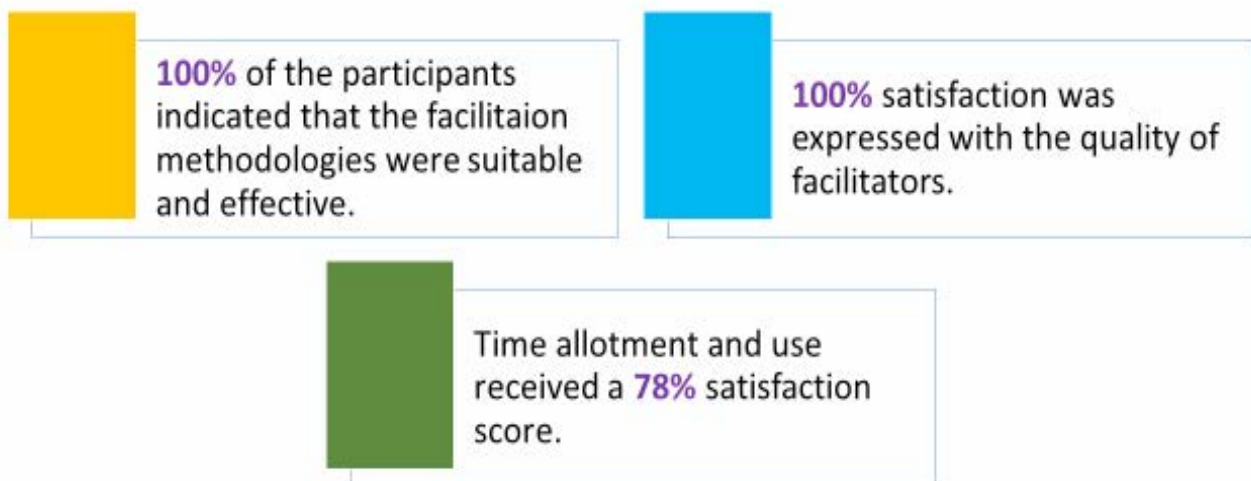 100% of the participants
indicated that the facilitaion
methodologies were suitable
and effective.
100% satisfaction was
expressed with the quality of
facilitators.
Time allotment and use
received a 78% satisfaction
score.